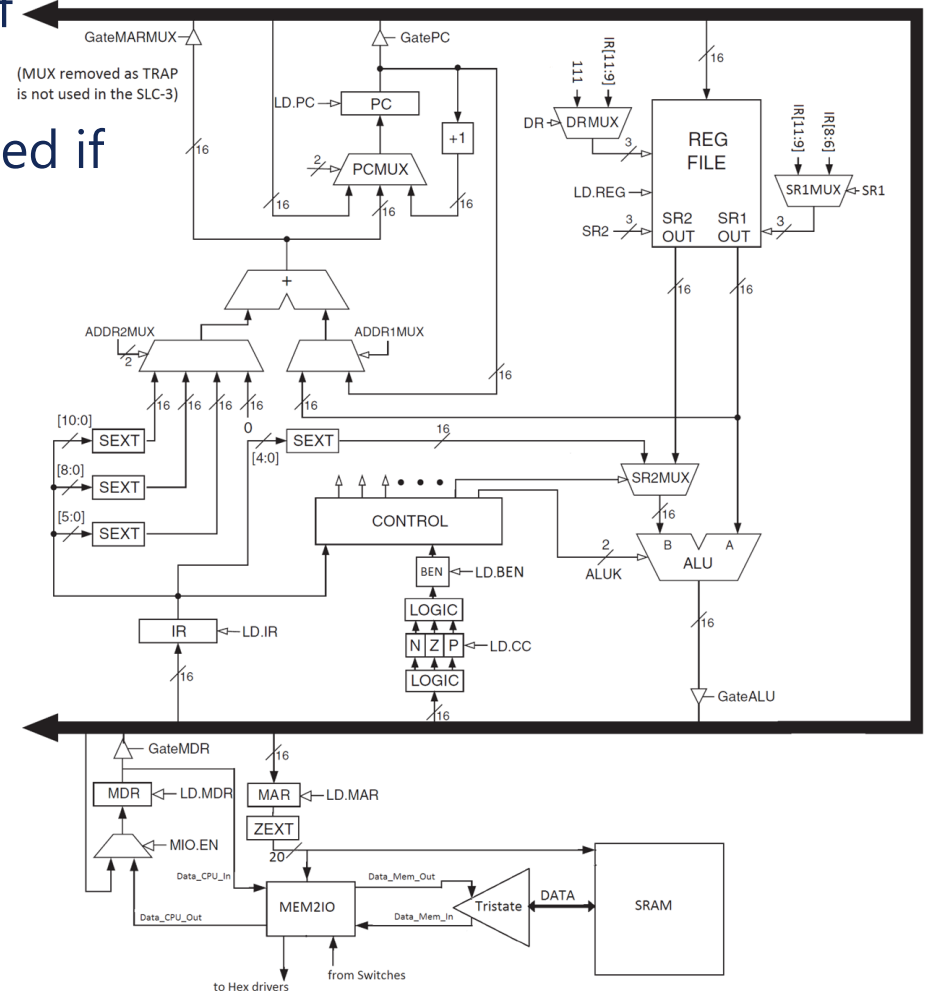 f
GateMARMUX
GatePC
(MUX removed as TRAP
is not used in the SLC-3)
ed if
16
LD.PC
PC
+1
2
PCMUX
16
16
16
16
111
IR[11:9]
DR
DRMUX
3
REG
FILE
LD.REG
SR2
3
SR2
OUT
SR1
OUT
IR[11:9]
IR[8:6]
SR1MUX
SR1
3
16
16
+
ADDR2MUX
2
ADDR1MUX
16
16
16
16
16
16
0
[10:0]
SEXT
[4:0]
SEXT
16
[8:0]
SEXT
[5:0]
SEXT
SR2MUX
16
CONTROL
B
A
ALU
2
ALUK
BEN
LD.BEN
LOGIC
N
Z
P
LD.CC
LOGIC
16
IR
LD.IR
16
16
GateALU
GateMDR
16
MDR
LD.MDR
MAR
LD.MAR
ZEXT
20
MIO.EN
Data_CPU_In
Data_CPU_Out
MEM2IO
Data_Mem_Out
Data_Mem_In
Tristate
DATA
SRAM
to Hex drivers
from Switches